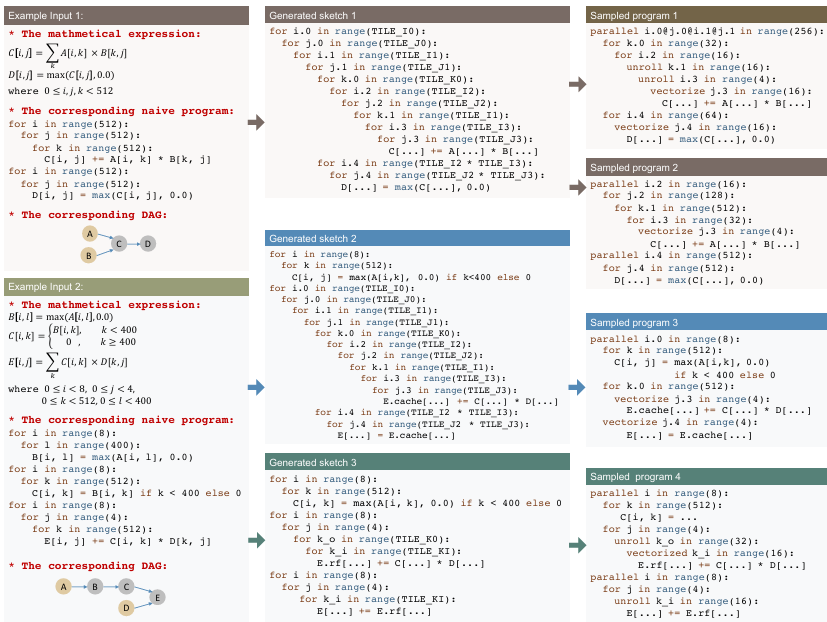 Example Input 1:
* The mathmetical expression:
C[i,j] = ∑ A[i,k] × B[k,j]
k
D[i,j] = max(C[i,j], 0.0)
where 0 ≤ i,j,k < 512
* The corresponding naive program:
for i in range(512):
for j in range(512):
for k in range(512):
C[i, j] += A[i, k] * B[k, j]
for i in range(512):
for j in range(512):
D[i, j] = max(C[i, j], 0.0)
* The corresponding DAG:
A
B
C
D
Example Input 2:
* The mathmetical expression:
B[i,l] = max(A[i,l],0.0)
C[i,k] = {B[i,k], k < 400
0 , k ≥ 400
E[i,j] = ∑ C[i,k] × D[k,j]
k
where 0 ≤ i < 8, 0 ≤ j < 4,
0 ≤ k < 512, 0 ≤ l < 400
* The corresponding naive program:
for i in range(8):
for l in range(400):
B[i, l] = max(A[i, l], 0.0)
for i in range(8):
for k in range(512):
C[i, k] = B[i, k] if k < 400 else 0
for i in range(8):
for j in range(4):
for k in range(512):
E[i, j] += C[i, k] * D[k, j]
* The corresponding DAG:
A
B
C
D
E
Generated sketch 1
for i.0 in range(TILE_I0):
for j.0 in range(TILE_J0):
for i.1 in range(TILE_I1):
for j.1 in range(TILE_J1):
for k.0 in range(TILE_K0):
for i.2 in range(TILE_I2):
for j.2 in range(TILE_J2):
for k.1 in range(TILE_I1):
for i.3 in range(TILE_I3):
for j.3 in range(TILE_J3):
C[...] += A[...] * B[...]
for i.4 in range(TILE_I2 * TILE_I3):
for j.4 in range(TILE_J2 * TILE_J3):
D[...] = max(C[...], 0.0)
Generated sketch 2
for i in range(8):
for k in range(512):
C[i, j] = max(A[i,k], 0.0) if k<400 else 0
for i.0 in range(TILE_I0):
for j.0 in range(TILE_J0):
for i.1 in range(TILE_I1):
for j.1 in range(TILE_J1):
for k.0 in range(TILE_K0):
for i.2 in range(TILE_I2):
for j.2 in range(TILE_J2):
for k.1 in range(TILE_I1):
for i.3 in range(TILE_I3):
for j.3 in range(TILE_J3):
E.cache[...] += C[...] * D[...]
for i.4 in range(TILE_I2 * TILE_I3):
for j.4 in range(TILE_J2 * TILE_J3):
E[...] = E.cache[...]
Generated sketch 3
for i in range(8):
for k in range(512):
C[i, k] = max(A[i, k], 0.0) if k < 400 else 0
for i in range(8):
for j in range(4):
for k_o in range(TILE_K0):
for k_i in range(TILE_KI):
E.rf[...] += C[...] * D[...]
for i in range(8):
for j in range(4):
for k_i in range(TILE_KI):
E[...] += E.rf[...]
Sampled program 1
parallel i.0@j.0@i.1@j.1 in range(256):
for k.0 in range(32):
for i.2 in range(16):
unroll k.1 in range(16):
unroll i.3 in range(4):
vectorize j.3 in range(16):
C[...] += A[...] * B[...]
for i.4 in range(64):
vectorize j.4 in range(16):
D[...] = max(C[...], 0.0)
Sampled program 2
parallel i.2 in range(16):
for j.2 in range(128):
for k.1 in range(512):
for i.3 in range(32):
vectorize j.3 in range(4):
C[...] += A[...] * B[...]
parallel i.4 in range(512):
for j.4 in range(512):
D[...] = max(C[...], 0.0)
Sampled program 3
parallel i.0 in range(8):
for k in range(512):
C[i, j] = max(A[i,k], 0.0)
if k < 400 else 0
for k.0 in range(512):
vectorize j.3 in range(4):
E.cache[...] += C[...] * D[...]
vectorize j.4 in range(4):
E[...] = E.cache[...]
Sampled program 4
parallel i in range(8):
for k in range(512):
C[i, k] = ...
for j in range(4):
unroll k_o in range(32):
vectorized k_i in range(16):
E.rf[...] += C[...] * D[...]
parallel i in range(8):
for j in range(4):
unroll k_i in range(16):
E[...] += E.rf[...]